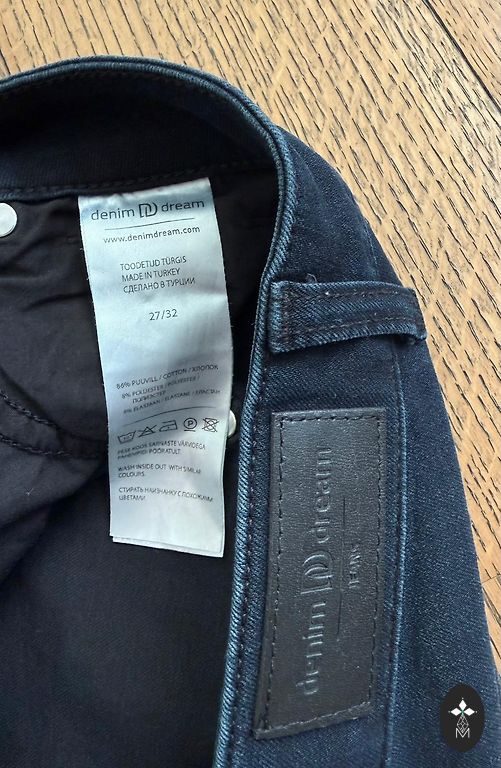 denim D dream
www.denimdream.com
TOODETUD TÜRGIS
MADE IN TURKEY
СДЕЛАНО В ТУРЦИИ
27/32
86% PUUVILL / COTTON / ХЛОПОК
8% POLÜESTER / POLYESTER /
ПОЛИЭСТЕР
6% ELASTAAN / ELASTANE / ЭЛАСТАН
PESE KOOS SARNASTE VÄRVIDEGA
PAHEMPIDI PÖÖRATULT.
WASH INSIDE OUT WITH SIMILAR
COLOURS.
СТИРАТЬ НАИЗНАНКУ С ПОХОЖИМИ
ЦВЕТАМИ.
denim D dream
JEANS